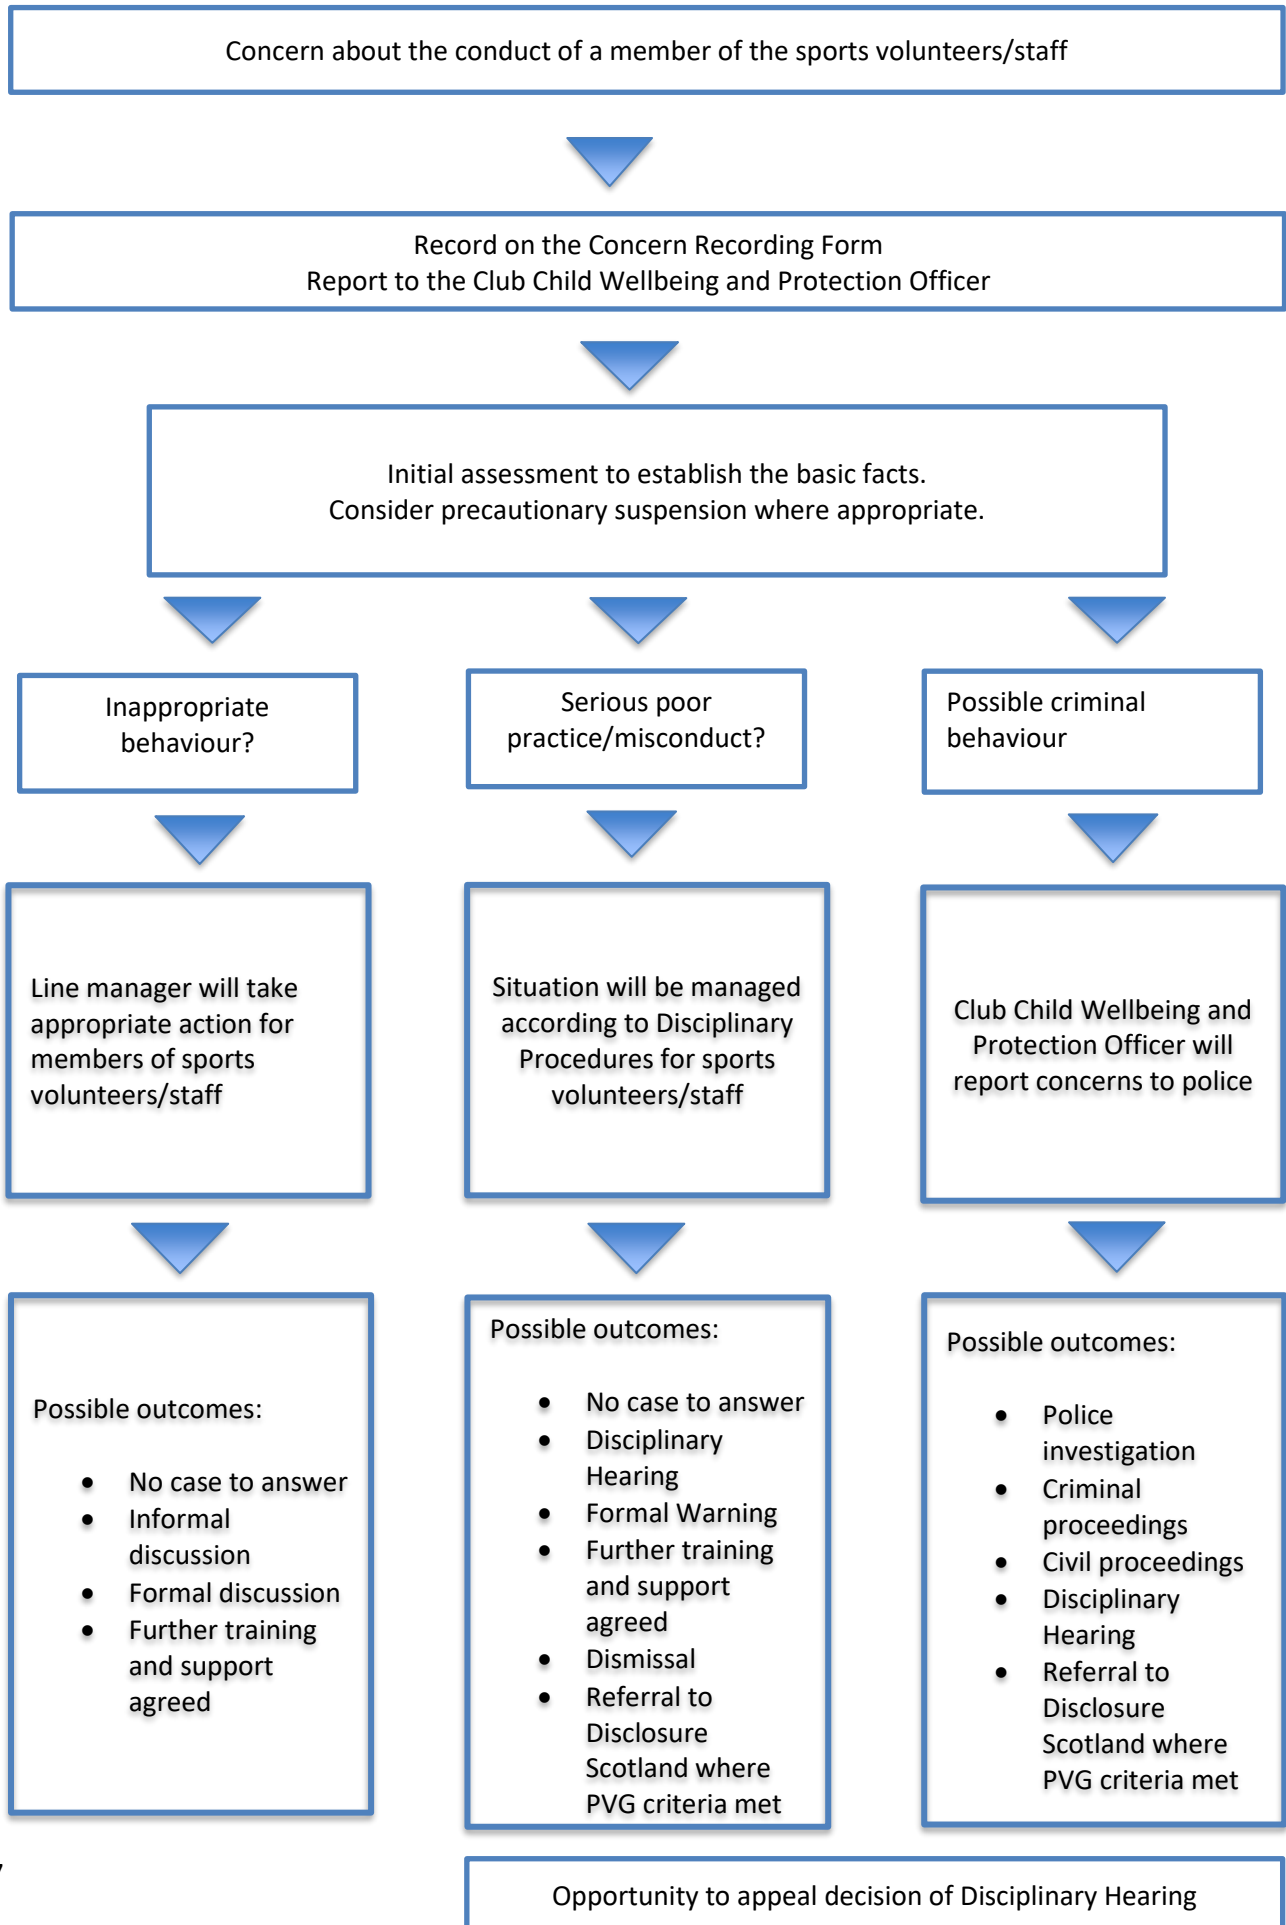 Concern about the conduct of a member of the sports volunteers/staff
Record on the Concern Recording Form
Report to the Club Child Wellbeing and Protection Officer
Initial assessment to establish the basic facts.
Consider precautionary suspension where appropriate.
Inappropriate
behaviour?
Serious poor
practice/misconduct?
Possible criminal
behaviour
Line manager will take
appropriate action for
members of sports
volunteers/staff
Situation will be managed
according to Disciplinary
Procedures for sports
volunteers/staff
Club Child Wellbeing and
Protection Officer will
report concerns to police
Possible outcomes:
• No case to answer
• Informal
discussion
• Formal discussion
• Further training
and support
agreed
Possible outcomes:
• No case to answer
• Disciplinary
Hearing
• Formal Warning
• Further training
and support
agreed
• Dismissal
• Referral to
Disclosure
Scotland where
PVG criteria met
Possible outcomes:
• Police
investigation
• Criminal
proceedings
• Civil proceedings
• Disciplinary
Hearing
• Referral to
Disclosure
Scotland where
PVG criteria met
Opportunity to appeal decision of Disciplinary Hearing